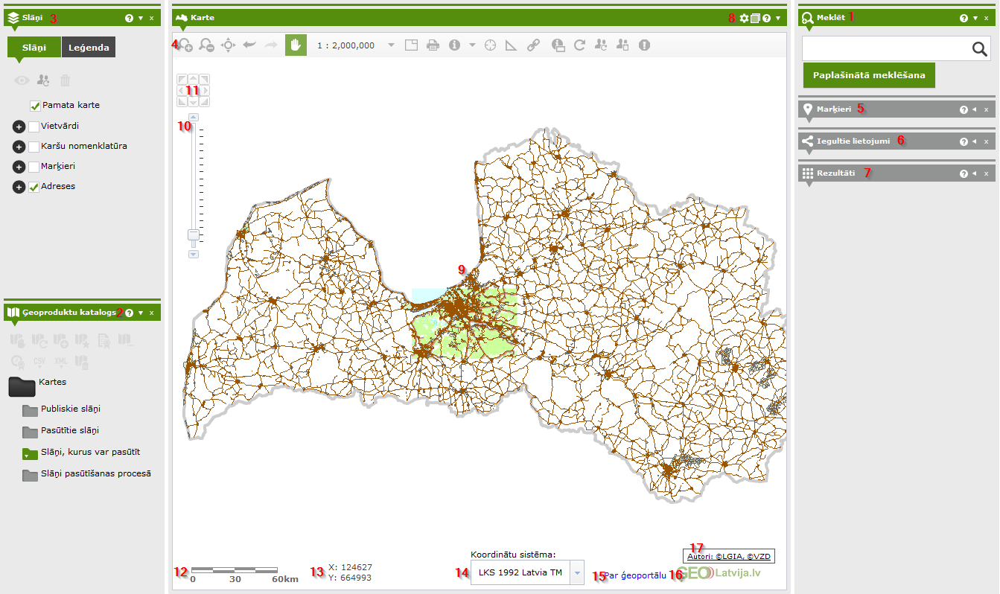 Slāņi 3
Slāņi
Leģenda
Pamata karte
Vietvārdi
Karšu nomenklatūra
Marķieri
Adreses
Ģeoproduktu katalogs 2
CSV
XML
Kartes
Publiskie slāņi
Pasūtītie slāņi
Slāņi, kurus var pasūtīt
Slāņi pasūtīšanas procesā
Karte
8
4
1 : 2,000,000
11
10
9
17
Autori: ©LGIA, ©VZD
Koordinātu sistēma:
12
0 30 60km
13
X: 124627
Y: 664993
14
LKS 1992 Latvia TM
15
Par ģeoportālu
16
GEO Latvija.lv
Meklēt 1
Paplašinātā meklēšana
Marķieri 5
Iegultie lietojumi 6
Rezultāti 7